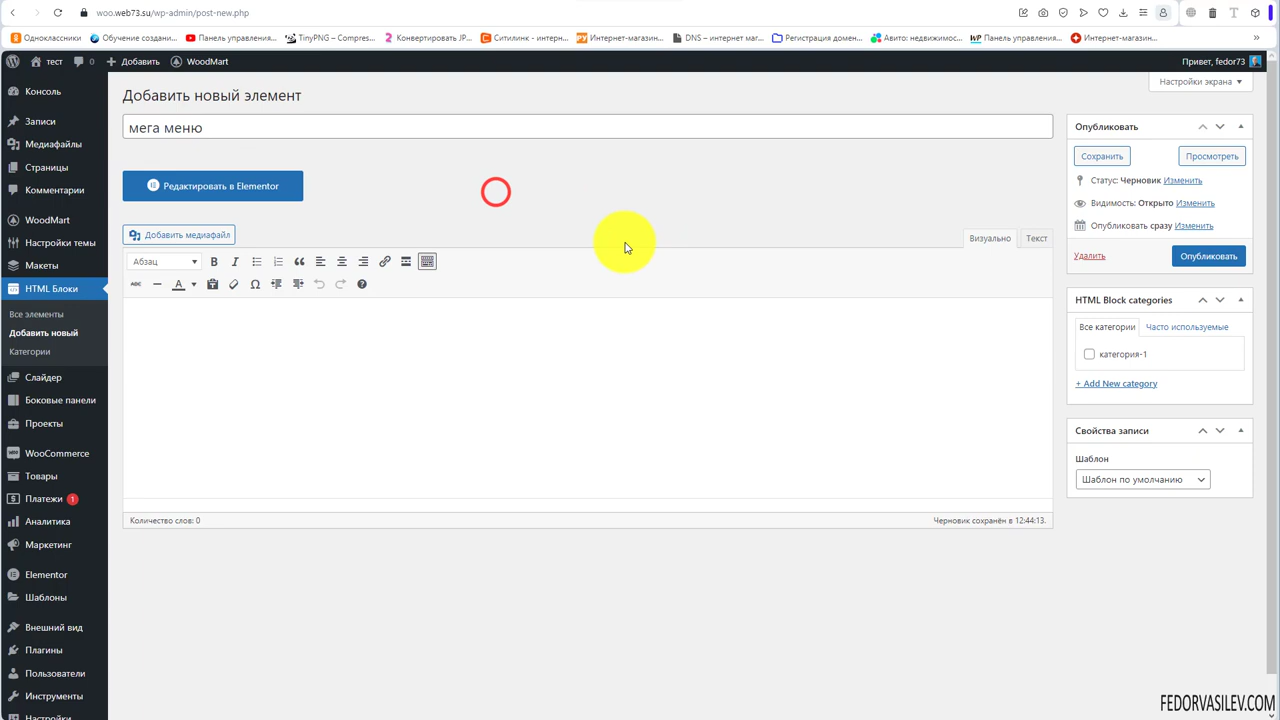 woo.web73.su/wp-admin/post-new.php
Одноклассники
Обучение создани...
Панель управления...
TinyPNG – Compres...
Конвертировать JP...
Ситилинк - интерн...
Интернет-магазин...
DNS – интернет маг...
Регистрация домен...
Авито: недвижимос...
Панель управления...
Интернет-магазин...
тест
0
Добавить
WoodMart
Привет, fedor73
Настройки экрана
Консоль
Записи
Медиафайлы
Страницы
Комментарии
WoodMart
Настройки темы
Макеты
HTML Блоки
Все элементы
Добавить новый
Категории
Слайдер
Боковые панели
Проекты
WooCommerce
Товары
Платежи 1
Аналитика
Маркетинг
Elementor
Шаблоны
Внешний вид
Плагины
Пользователи
Инструменты
Настройки
Добавить новый элемент
мега меню
Редактировать в Elementor
Добавить медиафайл
Визуально
Текст
Абзац
B
I
ABC
A
Количество слов: 0
Черновик сохранён в 12:44:13.
Опубликовать
Сохранить
Просмотреть
Статус: Черновик Изменить
Видимость: Открыто Изменить
Опубликовать сразу Изменить
Удалить
Опубликовать
HTML Block categories
Все категории
Часто используемые
категория-1
+ Add New category
Свойства записи
Шаблон
Шаблон по умолчанию
FEDORVASILEV.COM